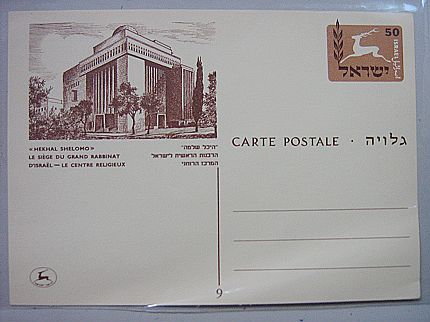 50
ISRAEL
ישראל
« HEKHAL SHELOMO »
LE SIÈGE DU GRAND RABBINAT
D'ISRAËL — LE CENTRE RELIGIEUX
"היכל שלמה"
הרבנות הראשית לישראל
המרכז הרוחני
CARTE POSTALE · גלויה
9